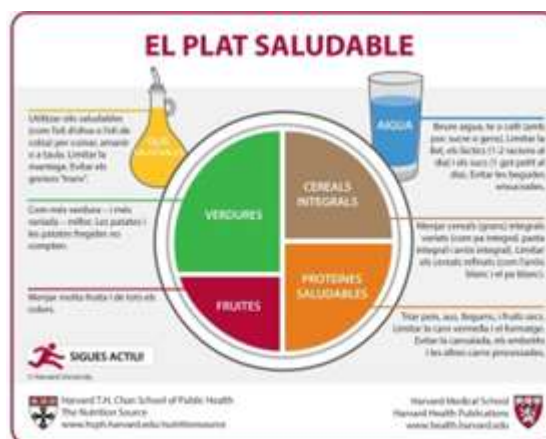 EL PLAT SALUDABLE
Utilitzar olis saludables
(com l'oli d'oliva o l'oli de
colza) per cuinar, amanir
o a taula. Limitar la
mantega. Evitar els
greixos "trans".
OLIS
SALUDABLES
AIGUA
Beure aigua, te o cafè (amb
poc sucre o gens). Limitar la
llet, els làctics (1-2 racions al
dia) i els sucs (1 got petit al
dia). Evitar les begudes
ensucrades.
VERDURES
CEREALS
INTEGRALS
Com més verdura – i més
variada – millor. Les patates i
les patates fregides no
compten.
Menjar cereals (grans) integrals
variats (com pa integral, pasta
integral i arròs integral). Limitar
els cereals refinats (com l'arròs
blanc i el pa blanc).
FRUITES
PROTEÏNES
SALUDABLES
Menjar molta fruita i de tots els
colors.
Triar peix, aus, llegums, i fruits secs.
Limitar la carn vermella i el formatge.
Evitar la cansalada, els embotits
i les altres carns processades.
SIGUES ACTIU!
© Harvard University
Harvard T.H. Chan School of Public Health
The Nutrition Source
www.hsph.harvard.edu/nutritionsource
Harvard Medical School
Harvard Health Publications
www.health.harvard.edu